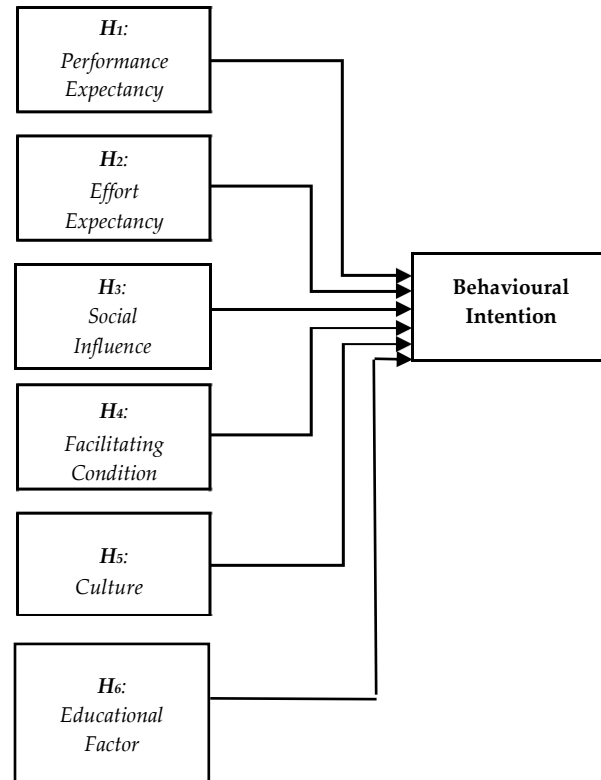 H1:
Performance
Expectancy
H2:
Effort
Expectancy
H3:
Social
Influence
H4:
Facilitating
Condition
H5:
Culture
H6:
Educational
Factor
Behavioural
Intention